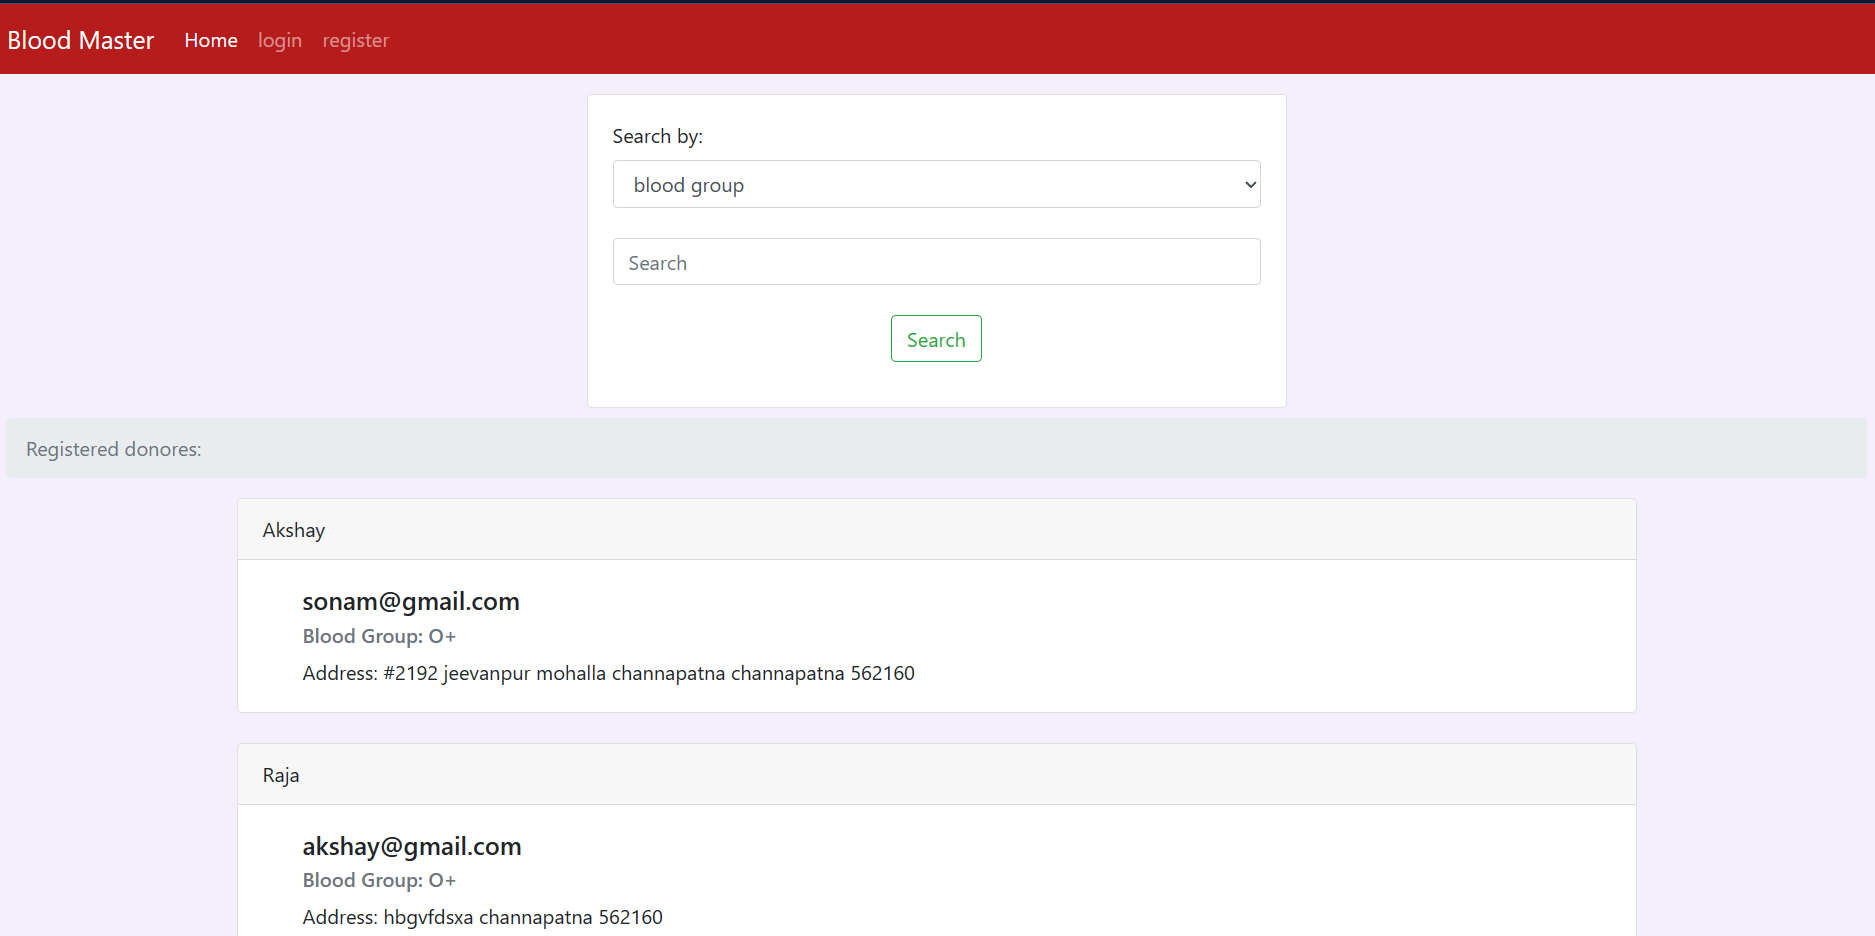 Blood Master Home login register
Search by:
blood group
Search
Search
Registered donores:
Akshay
sonam@gmail.com
Blood Group: O+
Address: #2192 jeevanpur mohalla channapatna channapatna 562160
Raja
akshay@gmail.com
Blood Group: O+
Address: hbgvfdsxa channapatna 562160